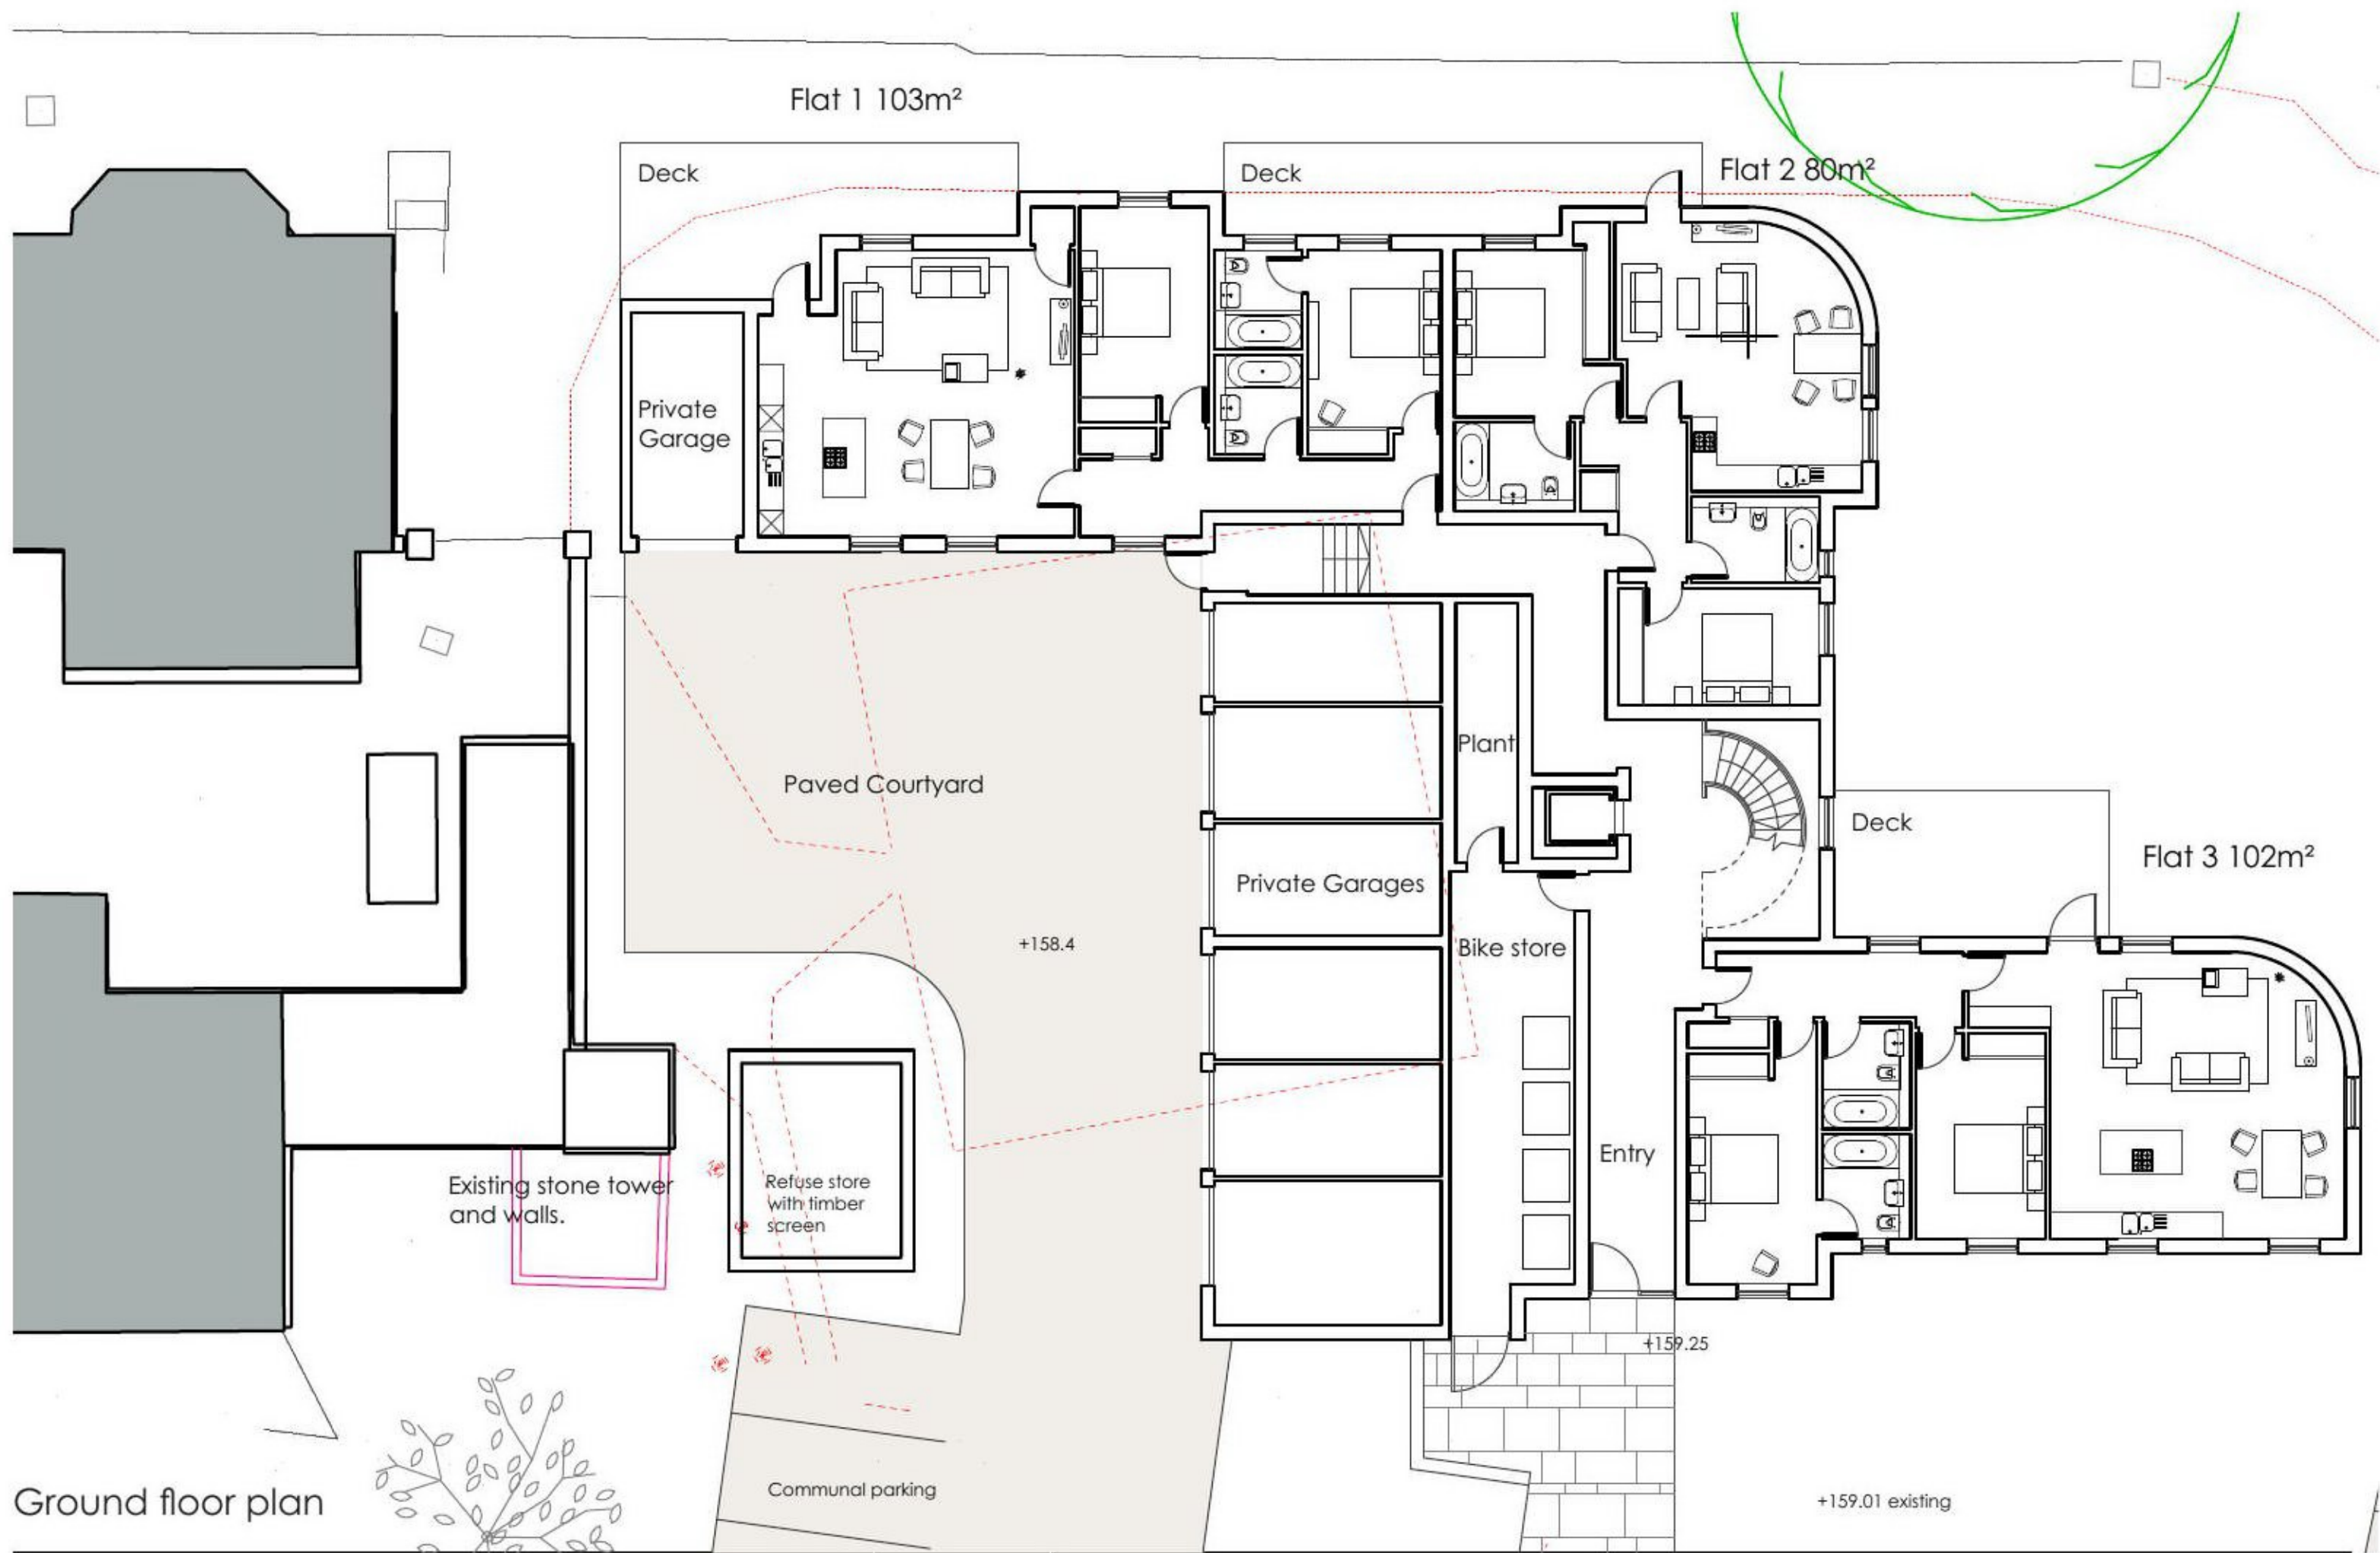 Flat 1 103m²
Deck
Deck
Flat 2 80m²
Private
Garage
Plant
Paved Courtyard
Deck
Flat 3 102m²
Private Garages
+158.4
Bike store
Entry
Existing stone tower
and walls.
Refuse store
with timber
screen
+159.25
Communal parking
Ground floor plan
+159.01 existing